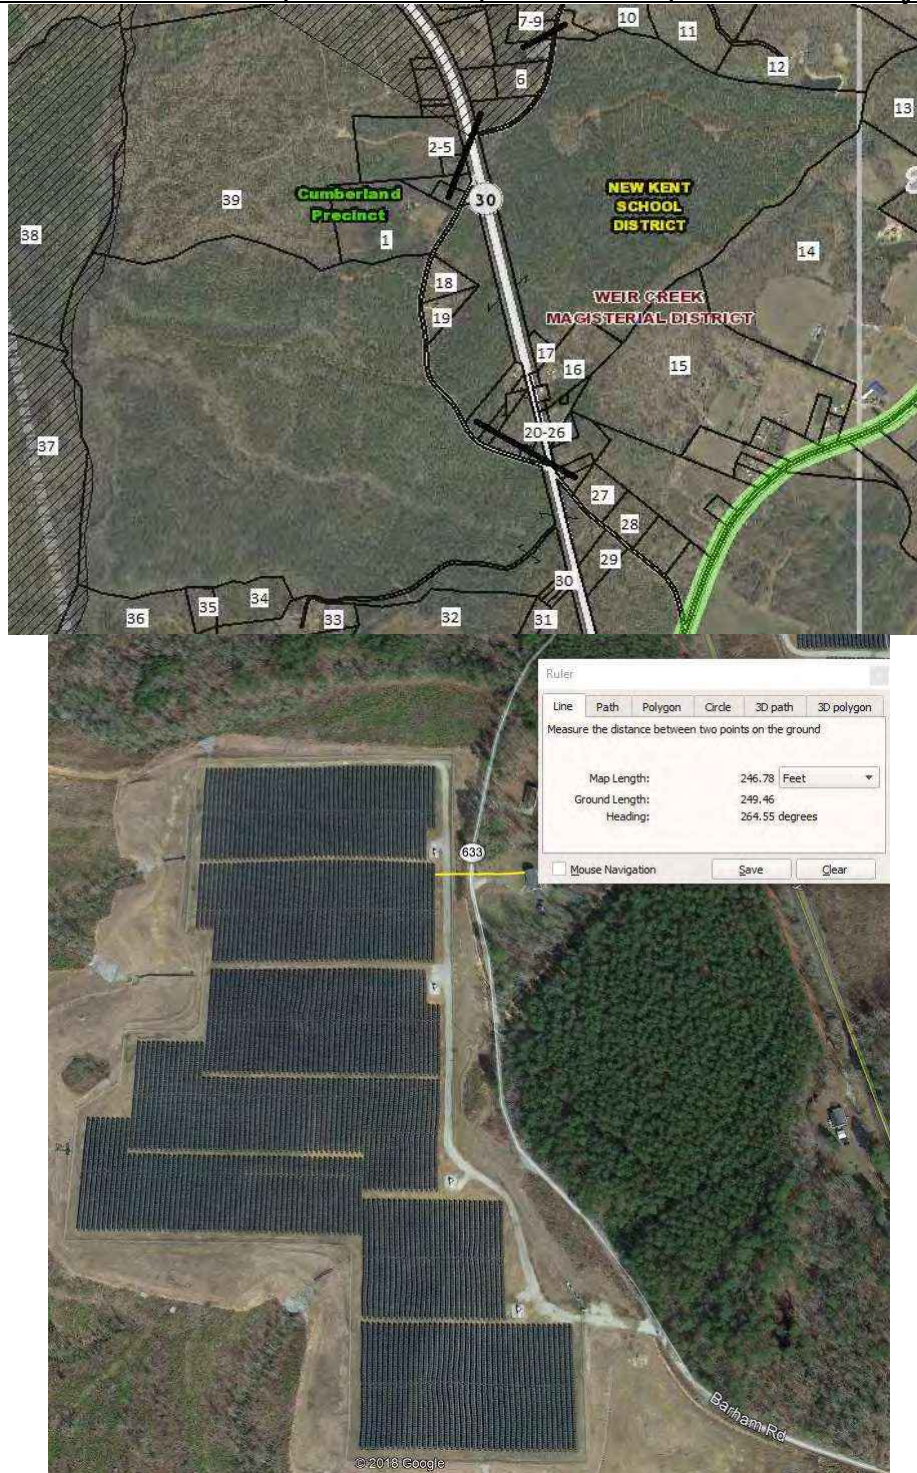 7-9
10
11
12
6
13
2-5
39
Cumberland
Precinct
30
NEW KENT
SCHOOL
DISTRICT
38
1
14
18
WEIR CREEK
MAGISTERIAL DISTRICT
19
17
16
15
20-26
37
27
28
29
30
34
35
36
33
32
31
Ruler
Line Path Polygon Circle 3D path 3D polygon
Measure the distance between two points on the ground
Map Length: 246.78 Feet
Ground Length: 249.46
Heading: 264.55 degrees
Mouse Navigation Save Clear
633
Barham Rd
© 2018 Google